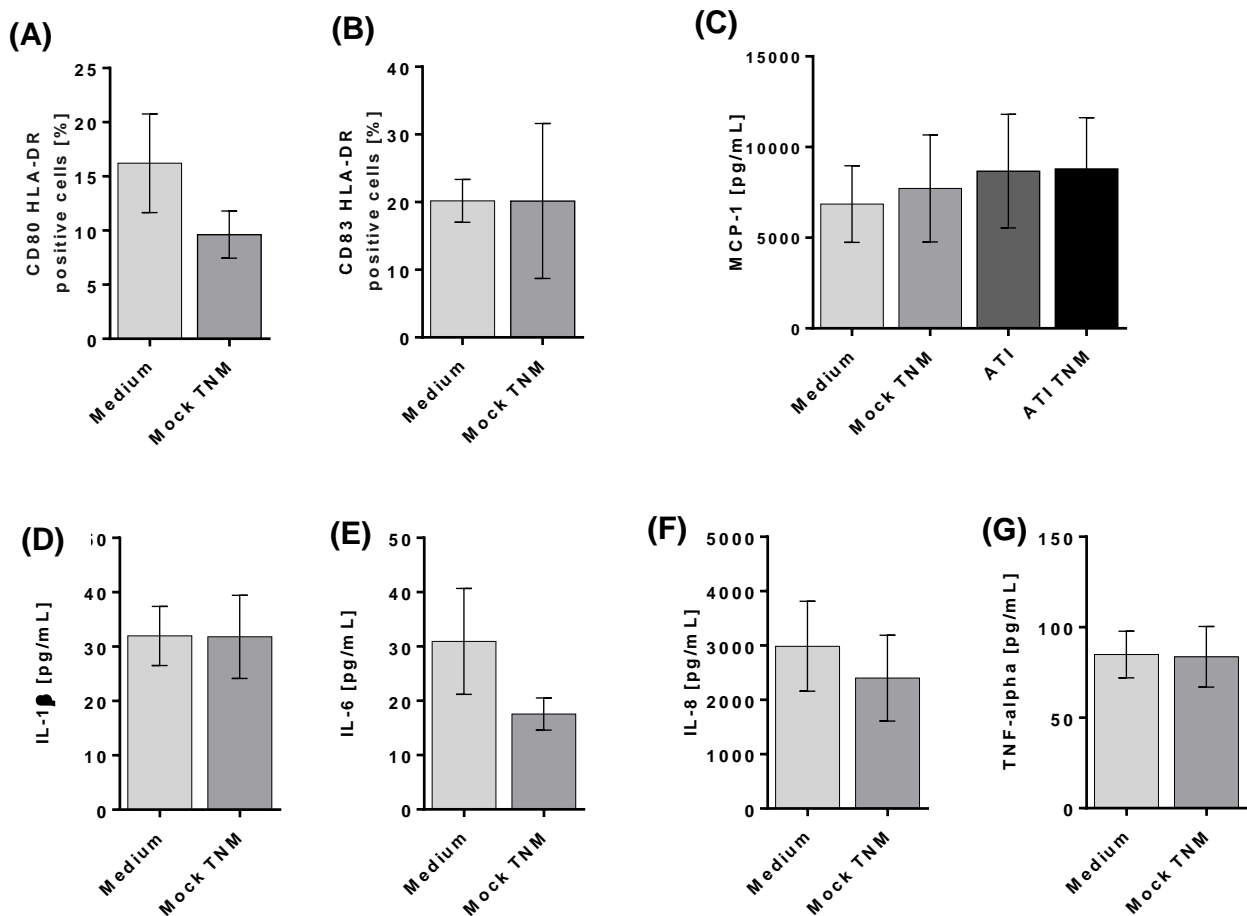 (A)
CD80 HLA-DR
positive cells [%]
25
20
15
10
5
0
Medium
Mock TNM
(B)
CD83 HLA-DR
positive cells [%]
40
30
20
10
0
Medium
Mock TNM
(C)
MCP-1 [pg/mL]
15000
10000
5000
0
Medium
Mock TNM
ATI
ATI TNM
(D)
IL-1β [pg/mL]
50
40
30
20
10
0
Medium
Mock TNM
(E)
IL-6 [pg/mL]
50
40
30
20
10
0
Medium
Mock TNM
(F)
IL-8 [pg/mL]
5000
4000
3000
2000
1000
0
Medium
Mock TNM
(G)
TNF-alpha [pg/mL]
150
100
50
0
Medium
Mock TNM